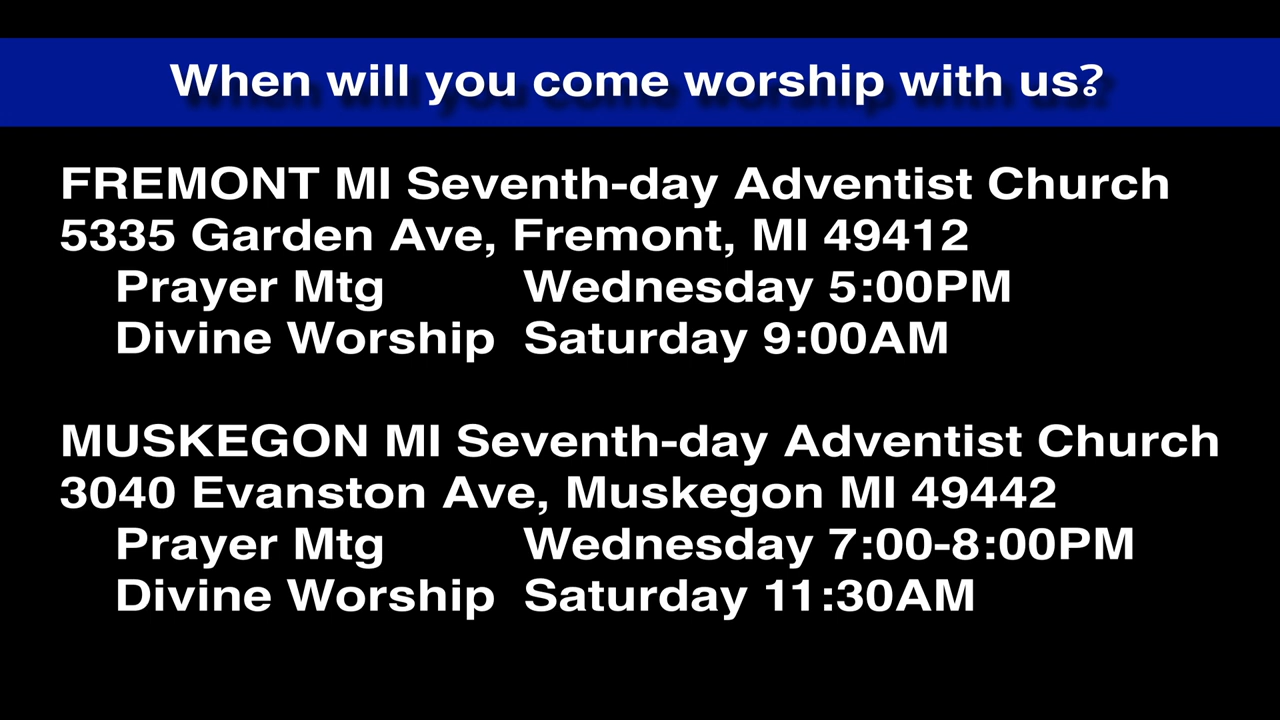 When will you come worship with us?
FREMONT MI Seventh-day Adventist Church
5335 Garden Ave, Fremont, MI 49412
Prayer Mtg Wednesday 5:00PM
Divine Worship Saturday 9:00AM
MUSKEGON MI Seventh-day Adventist Church
3040 Evanston Ave, Muskegon MI 49442
Prayer Mtg Wednesday 7:00-8:00PM
Divine Worship Saturday 11:30AM